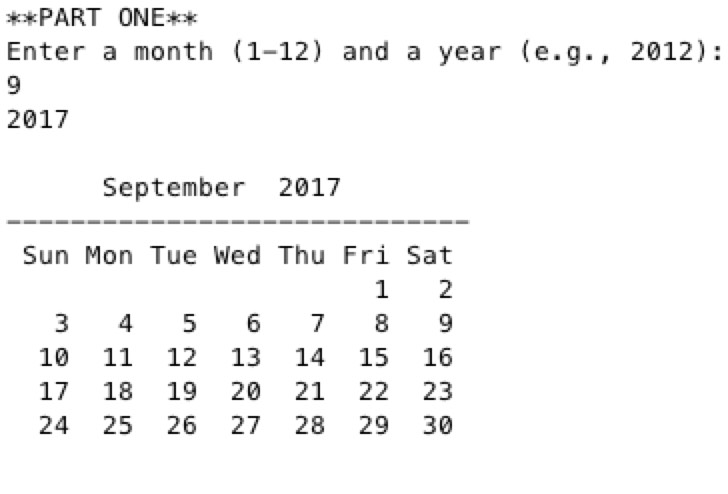 **PART ONE**
Enter a month (1-12) and a year (e.g., 2012):
9
2017
      September  2017
-----------------------------
 Sun Mon Tue Wed Thu Fri Sat
                       1   2
   3   4   5   6   7   8   9
  10  11  12  13  14  15  16
  17  18  19  20  21  22  23
  24  25  26  27  28  29  30